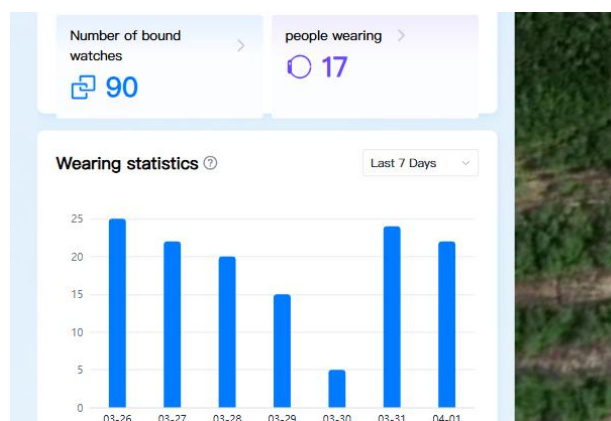 Number of bound
watches
90
people wearing
17
Wearing statistics
Last 7 Days
25
20
15
10
5
0
03-26 03-27 03-28 03-29 03-30 03-31 04-01